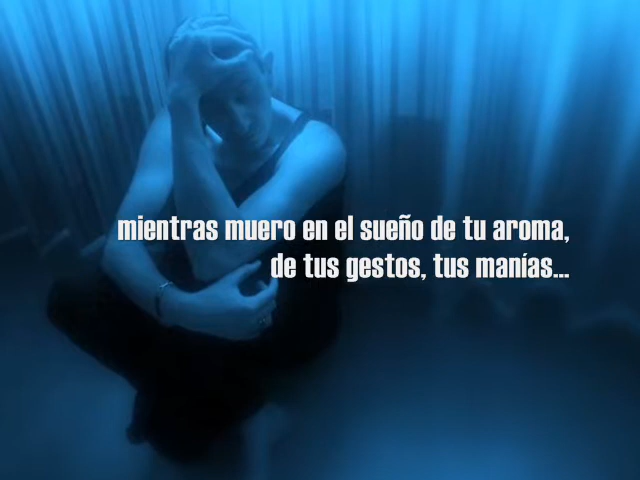 mientras muero en el sueño de tu aroma,
de tus gestos, tus manías...